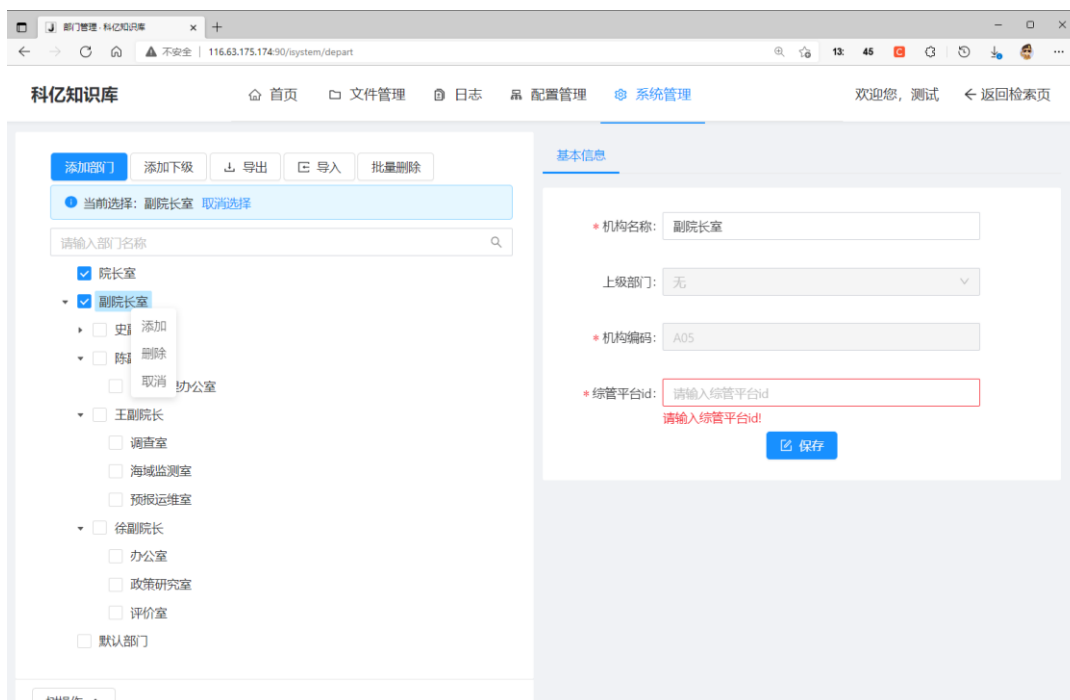 部门管理 - 科亿知识库
不安全 | 116.63.175.174:90/isystem/depart
13: 45
科亿知识库 首页 文件管理 日志 配置管理 系统管理 欢迎您，测试 返回检索页
添加部门 添加下级 导出 导入 批量删除
当前选择：副院长室 取消选择
请输入部门名称
院长室
副院长室
史
陈
办公室
添加
删除
取消
王副院长
调查室
海域监测室
预报运维室
徐副院长
办公室
政策研究室
评价室
默认部门
基本信息
* 机构名称： 副院长室
上级部门： 无
* 机构编码： A05
* 综管平台id： 请输入综管平台id
请输入综管平台id!
保存